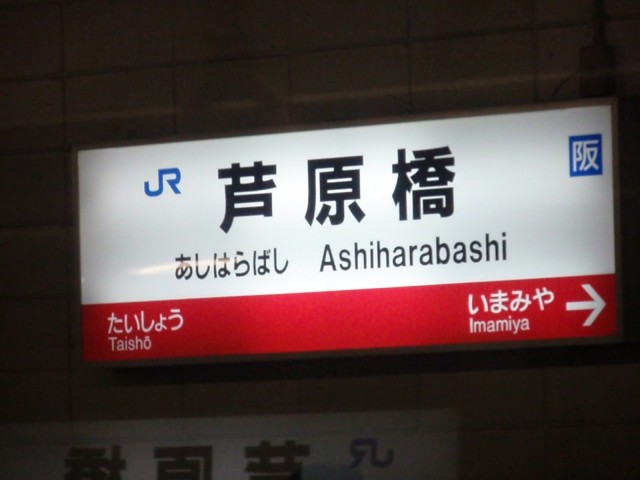 JR 芦原橋 阪
あしはらばし Ashiharabashi
たいしょう いまみや →
Taishō Imamiya